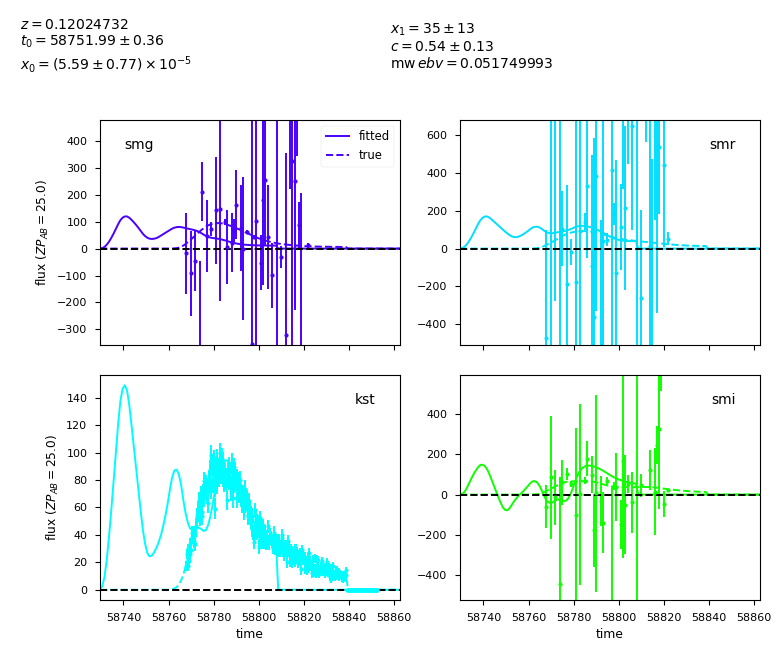 z = 0.12024732
t₀ = 58751.99 ± 0.36
x₀ = (5.59 ± 0.77) × 10⁻⁵
x₁ = 35 ± 13
c = 0.54 ± 0.13
mw ebv = 0.051749993
smg
fitted
true
400
300
200
100
0
−100
−200
−300
flux (ZP_AB = 25.0)
smr
600
400
200
0
−200
−400
kst
140
120
100
80
60
40
20
0
flux (ZP_AB = 25.0)
58740 58760 58780 58800 58820 58840 58860
time
smi
400
200
0
−200
−400
58740 58760 58780 58800 58820 58840 58860
time